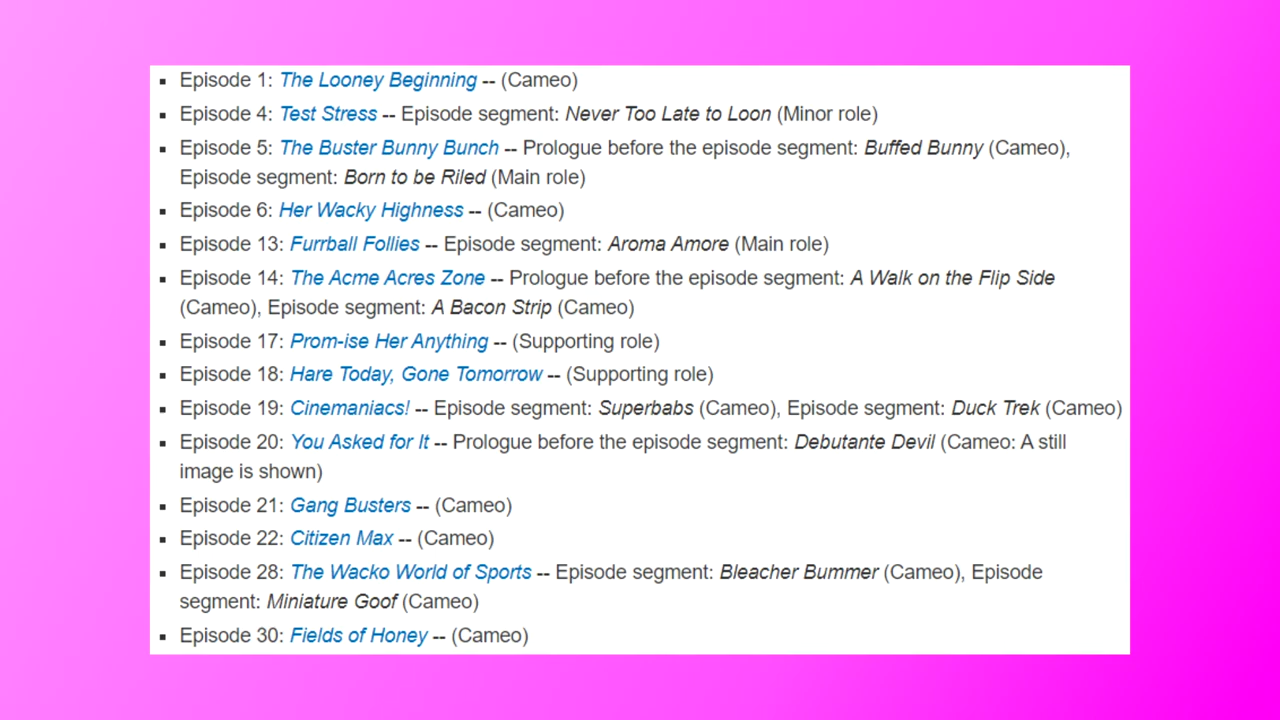 Episode 1: The Looney Beginning -- (Cameo)
Episode 4: Test Stress -- Episode segment: Never Too Late to Loon (Minor role)
Episode 5: The Buster Bunny Bunch -- Prologue before the episode segment: Buffed Bunny (Cameo),
Episode segment: Born to be Riled (Main role)
Episode 6: Her Wacky Highness -- (Cameo)
Episode 13: Furrball Follies -- Episode segment: Aroma Amore (Main role)
Episode 14: The Acme Acres Zone -- Prologue before the episode segment: A Walk on the Flip Side
(Cameo), Episode segment: A Bacon Strip (Cameo)
Episode 17: Prom-ise Her Anything -- (Supporting role)
Episode 18: Hare Today, Gone Tomorrow -- (Supporting role)
Episode 19: Cinemaniacs! -- Episode segment: Superbabs (Cameo), Episode segment: Duck Trek (Cameo)
Episode 20: You Asked for It -- Prologue before the episode segment: Debutante Devil (Cameo: A still
image is shown)
Episode 21: Gang Busters -- (Cameo)
Episode 22: Citizen Max -- (Cameo)
Episode 28: The Wacko World of Sports -- Episode segment: Bleacher Bummer (Cameo), Episode
segment: Miniature Goof (Cameo)
Episode 30: Fields of Honey -- (Cameo)